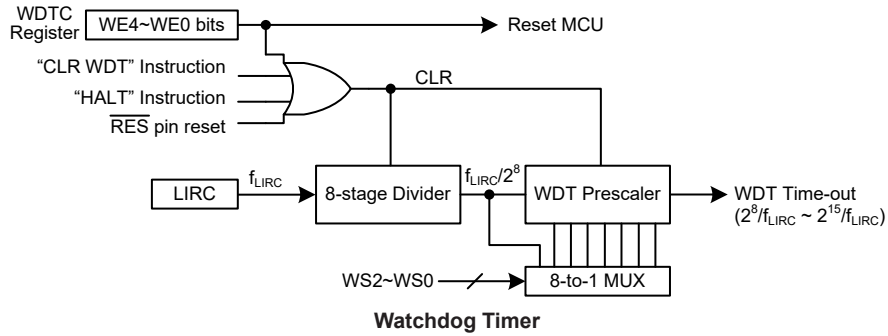 WDTC
Register
WE4~WE0 bits
Reset MCU
“CLR WDT” Instruction
“HALT” Instruction
RES pin reset
CLR
LIRC
fLIRC
8-stage Divider
fLIRC/2⁸
WDT Prescaler
WDT Time-out
(2⁸/fLIRC ~ 2¹⁵/fLIRC)
WS2~WS0
8-to-1 MUX
Watchdog Timer